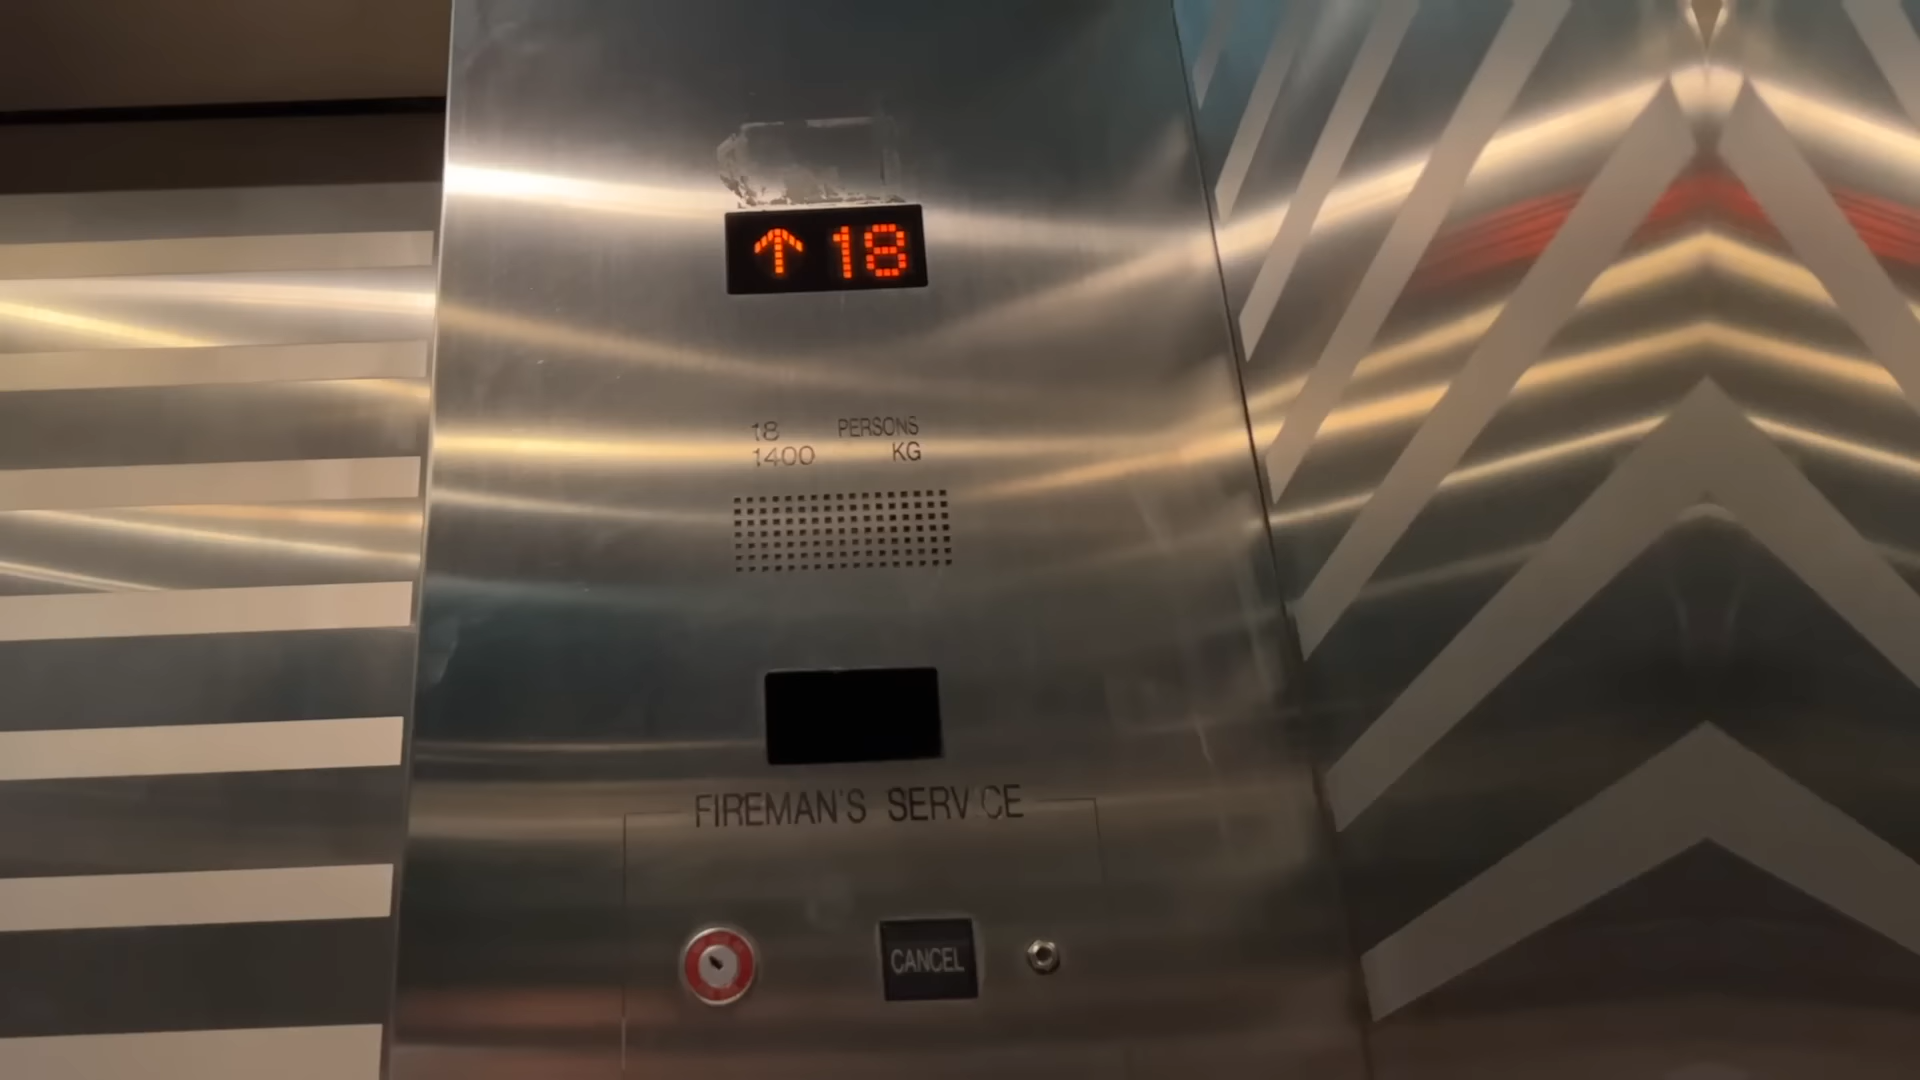 ↑ 18
18 PERSONS
1400 KG
FIREMAN'S SERV CE
CANCEL